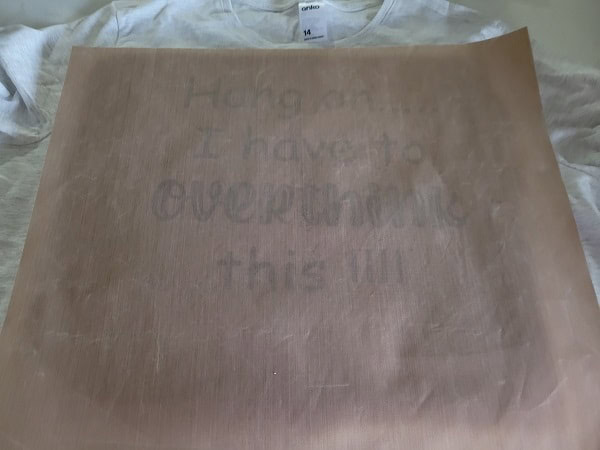 anko
14
Hang on.....
I have to
overthink
this !!!!